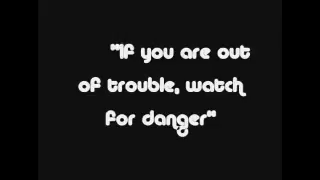 "If you are out
of trouble, watch
for danger"